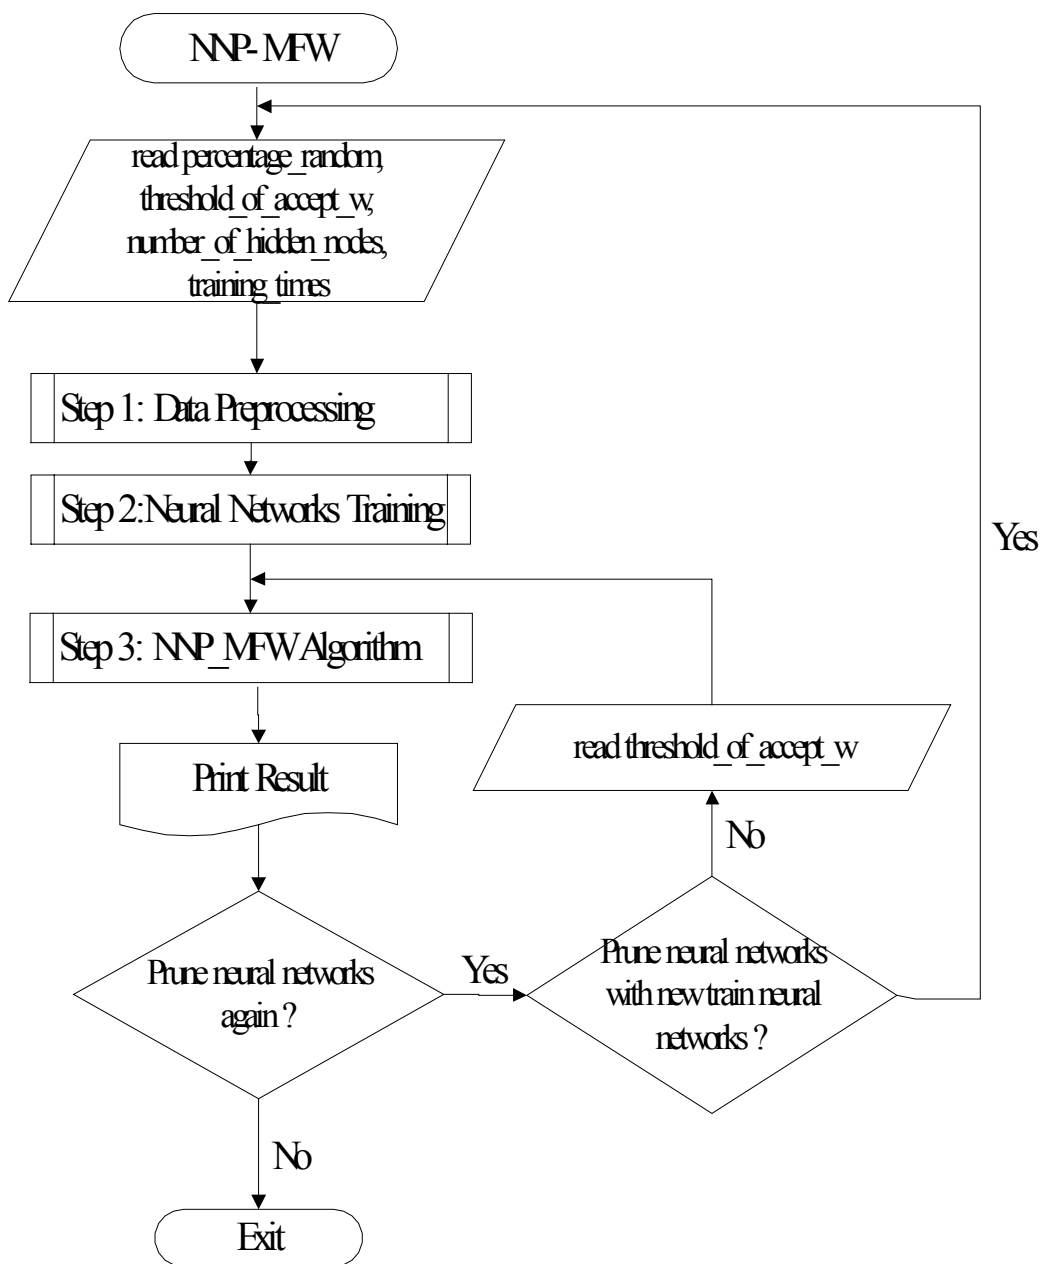 NNP- MFW
read percentage_random,
threshold_of_accept_w,
number_of_hidden_nodes,
training_times
Step 1: Data Preprocessing
Step 2:Neural Networks Training
Yes
Step 3: NNP_MFW Algorithm
read threshold_of_accept_w
Print Result
No
Prune neural networks
again ?
Yes
Prune neural networks
with new train neural
networks ?
No
Exit